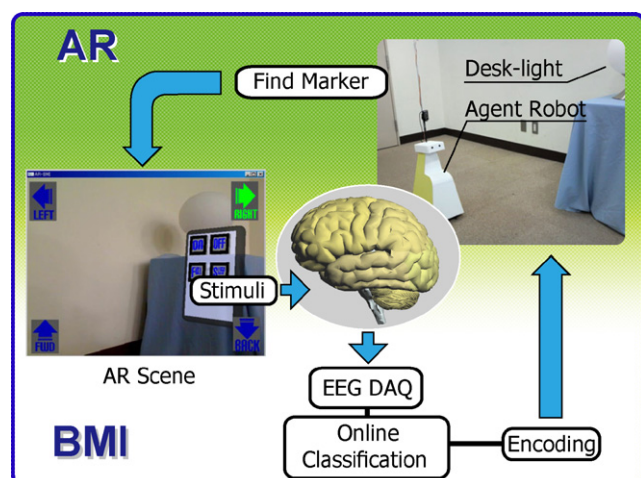 AR
Find Marker
Desk-light
Agent Robot
LEFT
RIGHT
ON OFF
Stimuli
FWD
BACK
AR Scene
EEG DAQ
Online
Classification
Encoding
BMI